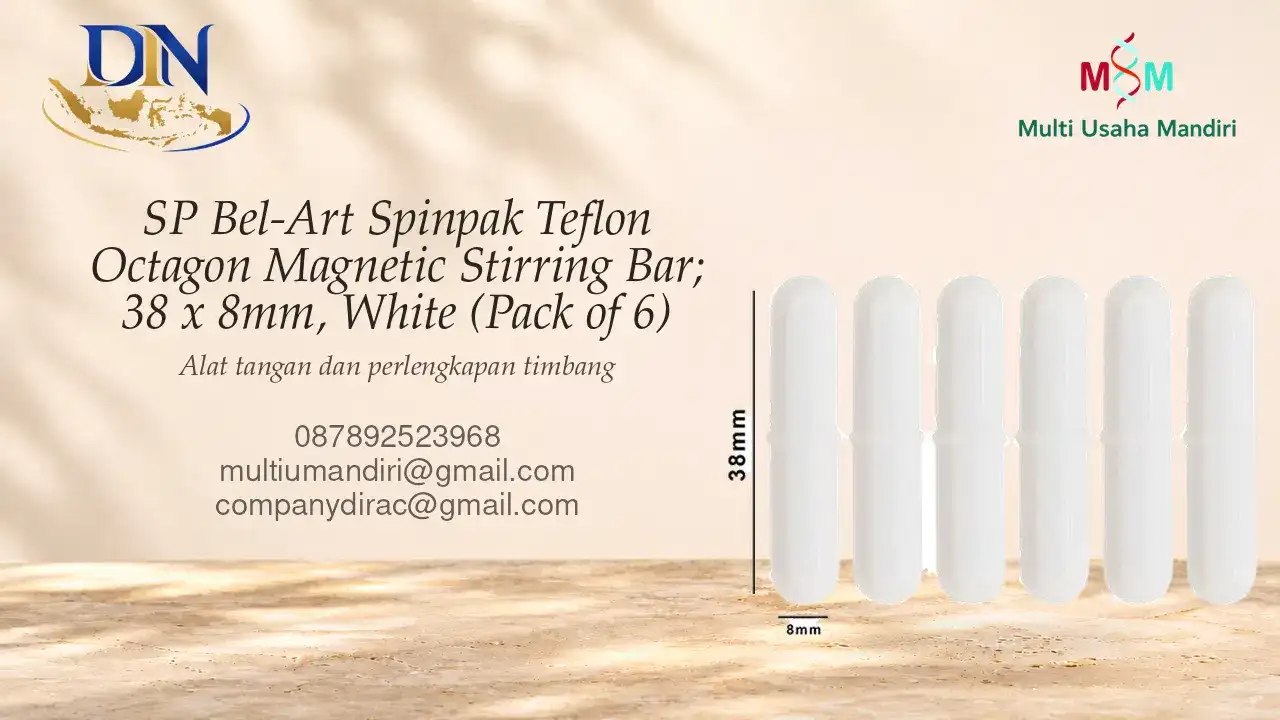 DN
MSM
Multi Usaha Mandiri
SP Bel-Art Spinpak Teflon
Octagon Magnetic Stirring Bar;
38 x 8mm, White (Pack of 6)
Alat tangan dan perlengkapan timbang
087892523968
multiumandiri@gmail.com
companydirac@gmail.com
38mm
8mm